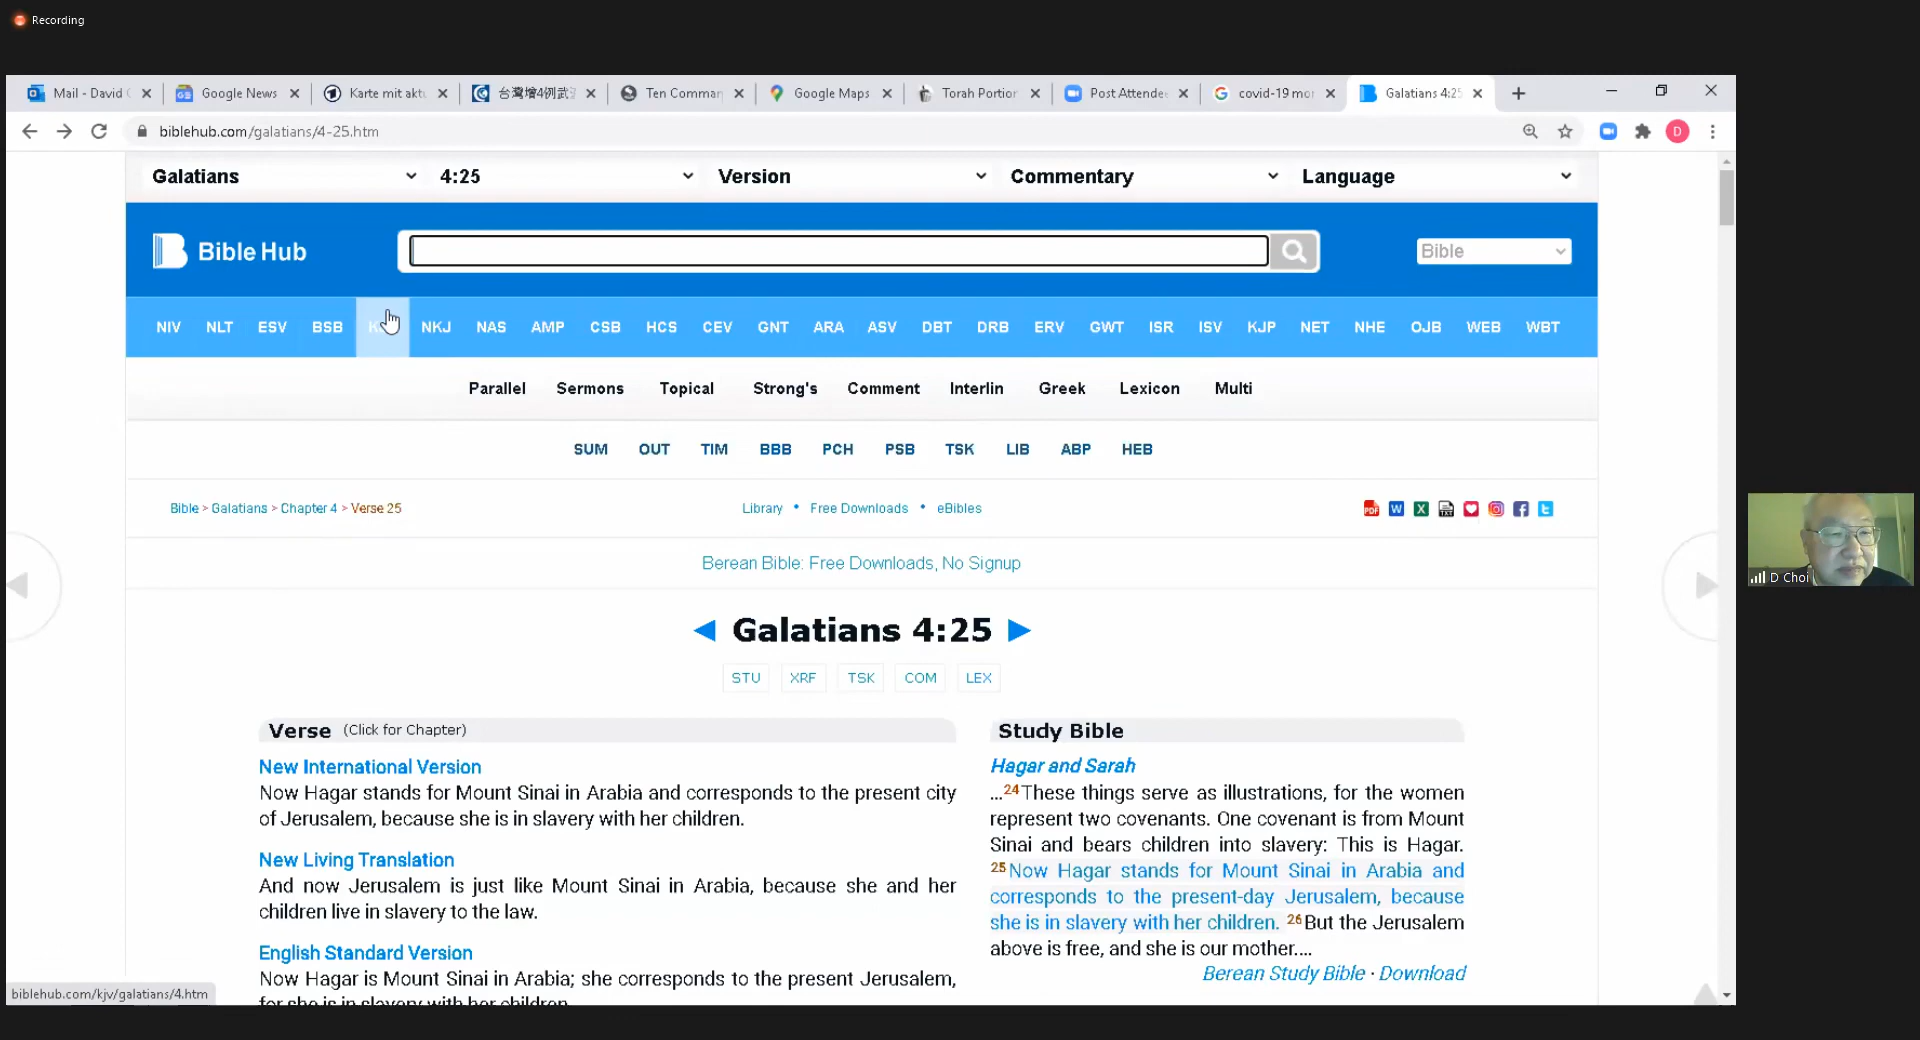 Recording
Mail - David
Google News
Karte mit aktu
台灣增4例武
Ten Comman
Google Maps
Torah Portion
Post Attendee
covid-19 mor
Galatians 4:25
biblehub.com/galatians/4-25.htm
D
Galatians 4:25 Version Commentary Language
Bible Hub
Bible
NIV NLT ESV BSB NKJ NAS AMP CSB HCS CEV GNT ARA ASV DBT DRB ERV GWT ISR ISV KJP NET NHE OJB WEB WBT
Parallel Sermons Topical Strong's Comment Interlin Greek Lexicon Multi
SUM OUT TIM BBB PCH PSB TSK LIB ABP HEB
Bible > Galatians > Chapter 4 > Verse 25
Library • Free Downloads • eBibles
Berean Bible: Free Downloads, No Signup
Galatians 4:25
STU XRF TSK COM LEX
Verse (Click for Chapter)
New International Version
Now Hagar stands for Mount Sinai in Arabia and corresponds to the present city
of Jerusalem, because she is in slavery with her children.
New Living Translation
And now Jerusalem is just like Mount Sinai in Arabia, because she and her
children live in slavery to the law.
English Standard Version
Now Hagar is Mount Sinai in Arabia; she corresponds to the present Jerusalem,
for she is in slavery with her children.
Study Bible
Hagar and Sarah
...24These things serve as illustrations, for the women
represent two covenants. One covenant is from Mount
Sinai and bears children into slavery: This is Hagar.
25Now Hagar stands for Mount Sinai in Arabia and
corresponds to the present-day Jerusalem, because
she is in slavery with her children. 26But the Jerusalem
above is free, and she is our mother....
Berean Study Bible · Download
biblehub.com/kjv/galatians/4.htm
D Choi